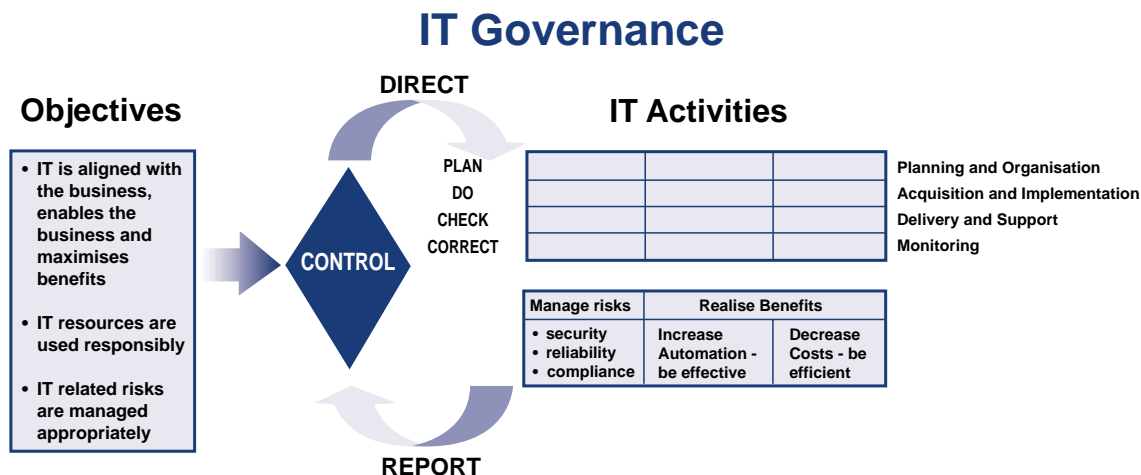 IT Governance
Objectives
• IT is aligned with
the business,
enables the
business and
maximises
benefits
• IT resources are
used responsibly
• IT related risks
are managed
appropriately
DIRECT
CONTROL
PLAN
DO
CHECK
CORRECT
REPORT
IT Activities
Planning and Organisation
Acquisition and Implementation
Delivery and Support
Monitoring
Manage risks
• security
• reliability
• compliance
Realise Benefits
Increase
Automation -
be effective
Decrease
Costs - be
efficient